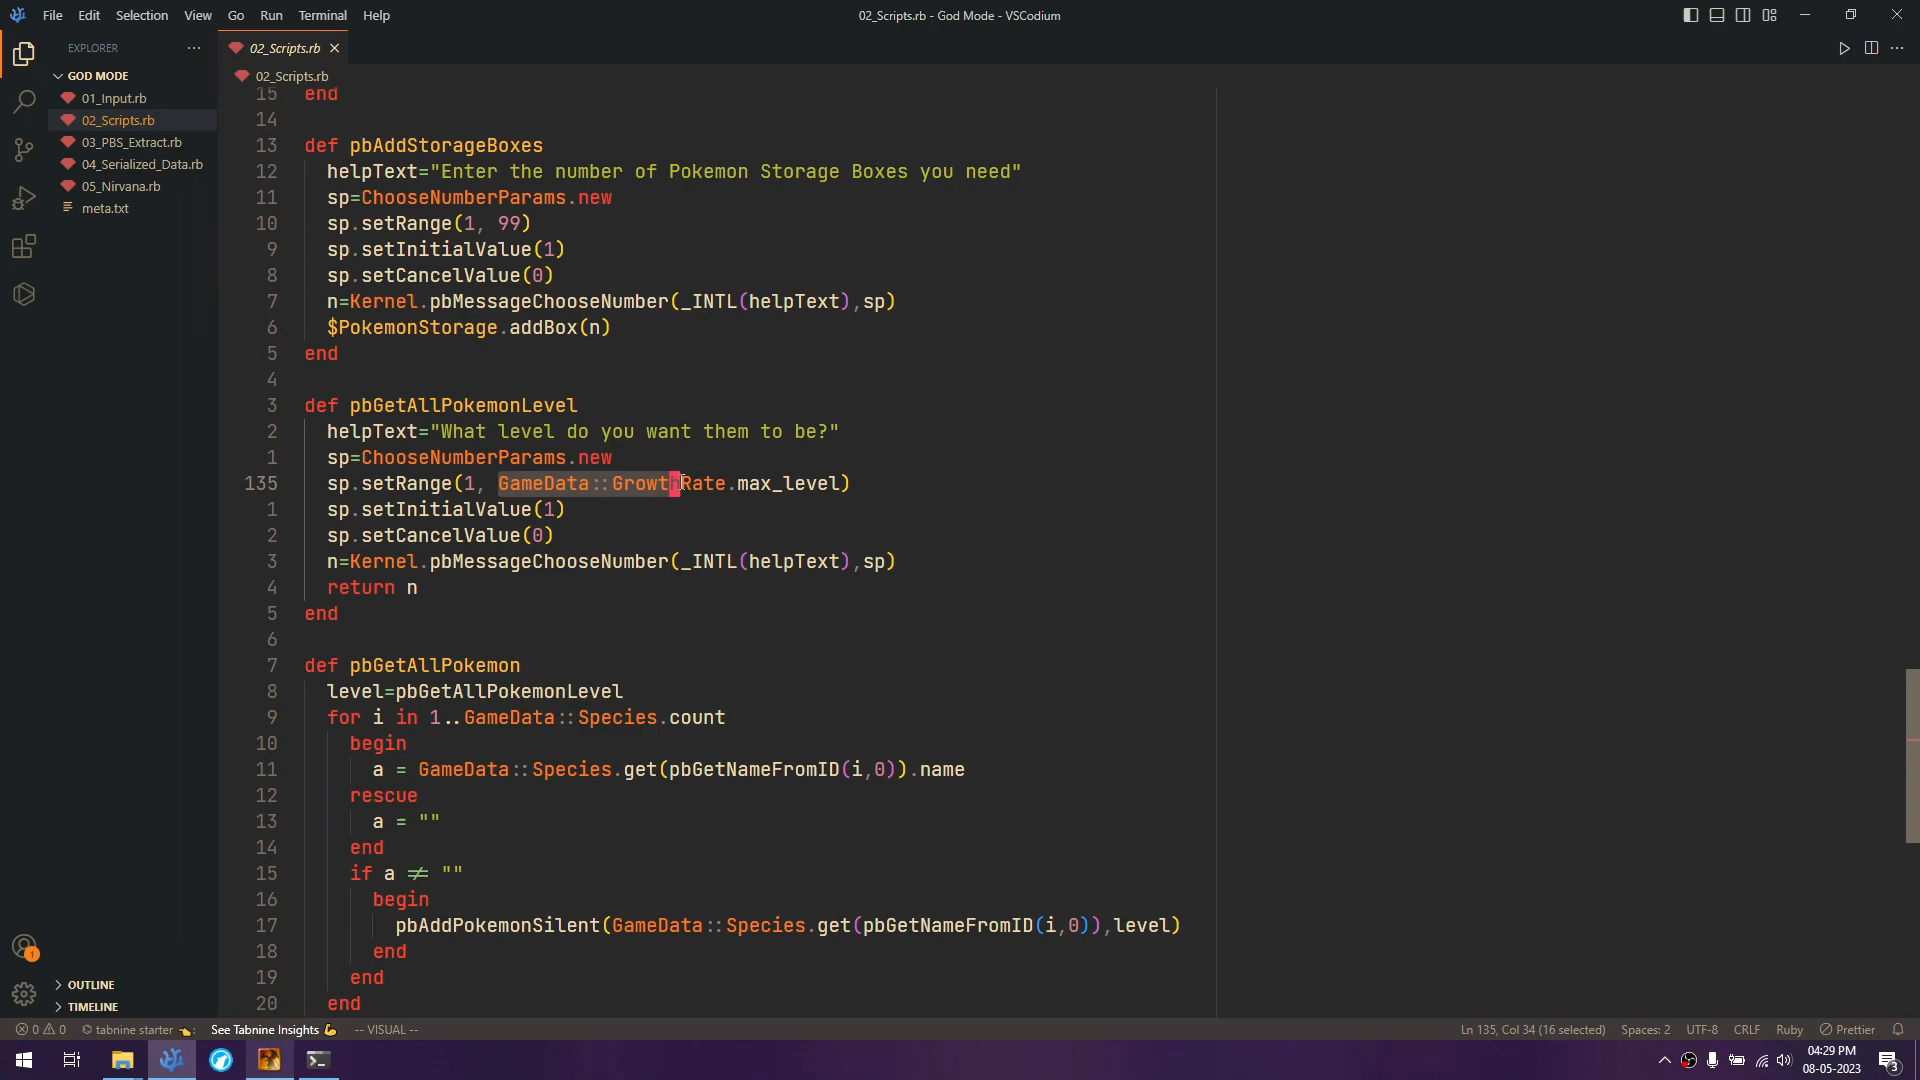 File Edit Selection View Go Run Terminal Help
02_Scripts.rb - God Mode - VSCodium
EXPLORER
GOD MODE
01_Input.rb
02_Scripts.rb
03_PBS_Extract.rb
04_Serialized_Data.rb
05_Nirvana.rb
meta.txt
OUTLINE
TIMELINE
02_Scripts.rb
02_Scripts.rb
15 end
14
13 def pbAddStorageBoxes
12 helpText="Enter the number of Pokemon Storage Boxes you need"
11 sp=ChooseNumberParams.new
10 sp.setRange(1, 99)
9 sp.setInitialValue(1)
8 sp.setCancelValue(0)
7 n=Kernel.pbMessageChooseNumber(_INTL(helpText),sp)
6 $PokemonStorage.addBox(n)
5 end
4
3 def pbGetAllPokemonLevel
2 helpText="What level do you want them to be?"
1 sp=ChooseNumberParams.new
135 sp.setRange(1, GameData::GrowthRate.max_level)
1 sp.setInitialValue(1)
2 sp.setCancelValue(0)
3 n=Kernel.pbMessageChooseNumber(_INTL(helpText),sp)
4 return n
5 end
6
7 def pbGetAllPokemon
8 level=pbGetAllPokemonLevel
9 for i in 1..GameData::Species.count
10 begin
11 a = GameData::Species.get(pbGetNameFromID(i,0)).name
12 rescue
13 a = ""
14 end
15 if a ≠ ""
16 begin
17 pbAddPokemonSilent(GameData::Species.get(pbGetNameFromID(i,0)),level)
18 end
19 end
20 end
0 0 tabnine starter See Tabnine Insights -- VISUAL -- Ln 135, Col 34 (16 selected) Spaces: 2 UTF-8 CRLF Ruby Prettier
04:29 PM
08-05-2023
3
1